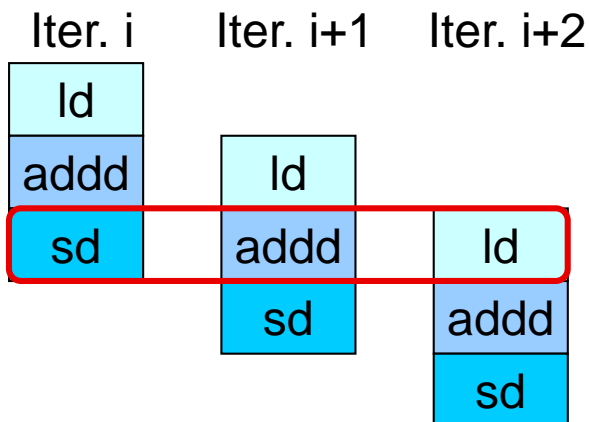 Iter. i Iter. i+1 Iter. i+2
ld
addd ld
sd addd ld
sd addd
sd